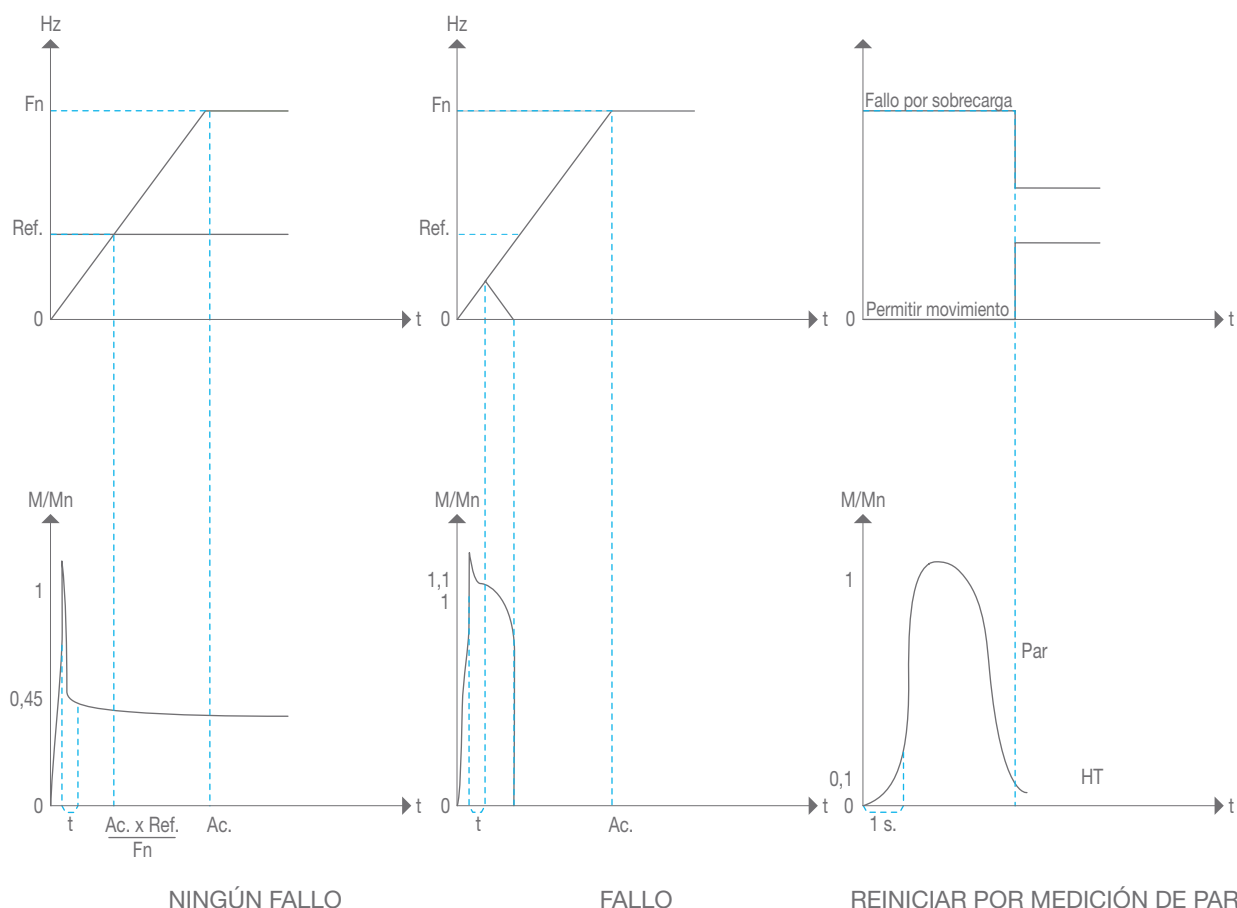 Hz
Fn
Ref.
0
t
Hz
Fn
Ref.
0
t
Fallo por sobrecarga
Permitir movimiento
0
t
M/Mn
1
0,45
0
t
Ac. x Ref.
Fn
Ac.
t
M/Mn
1,1
1
0
t
Ac.
t
M/Mn
1
0,1
0
Par
HT
1 s.
t
NINGÚN FALLO
FALLO
REINICIAR POR MEDICIÓN DE PAR